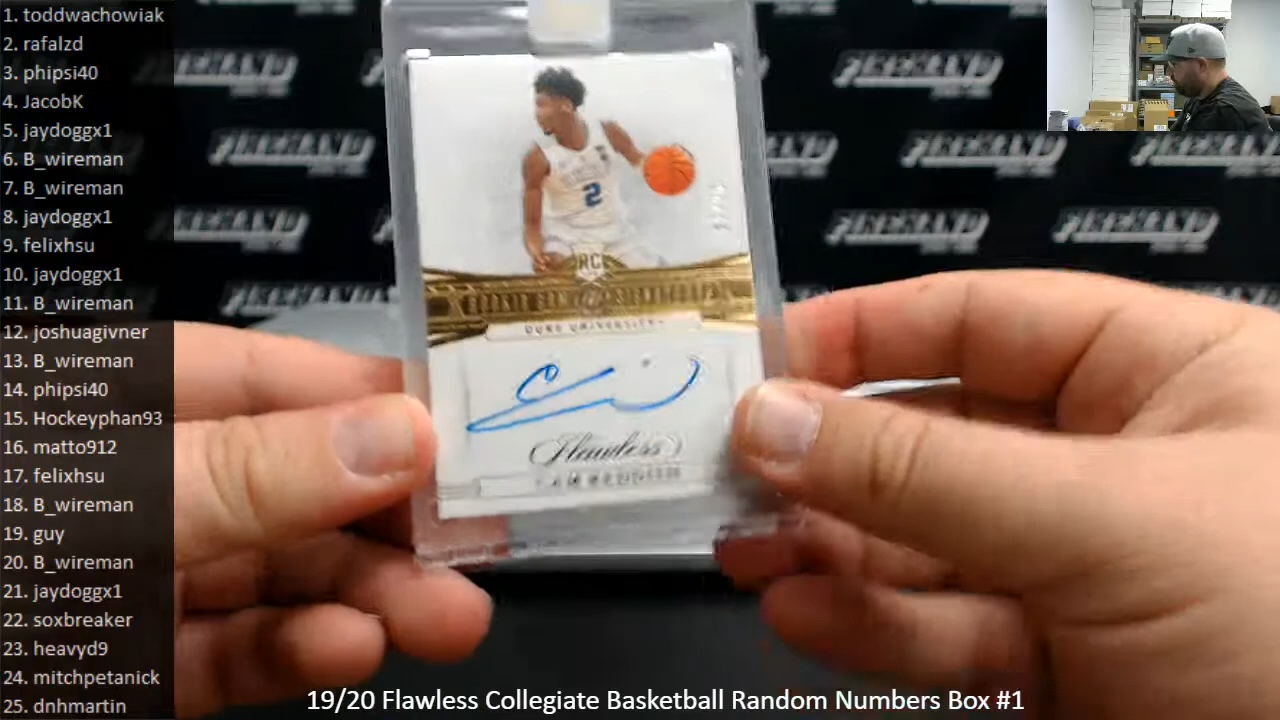 1. toddwachowiak
2. rafalzd
3. phipsi40
4. JacobK
5. jaydoggx1
6. B_wireman
7. B_wireman
8. jaydoggx1
9. felixhsu
10. jaydoggx1
11. B_wireman
12. joshuagivner
13. B_wireman
14. phipsi40
15. Hockeyphan93
16. matto912
17. felixhsu
18. B_wireman
19. guy
20. B_wireman
21. jaydoggx1
22. soxbreaker
23. heavyd9
24. mitchpetanick
25. dnhmartin
FIREHAND
2
RC
DUKE UNIVERSITY
Flawless
CAM REDDISH
19/20 Flawless Collegiate Basketball Random Numbers Box #1